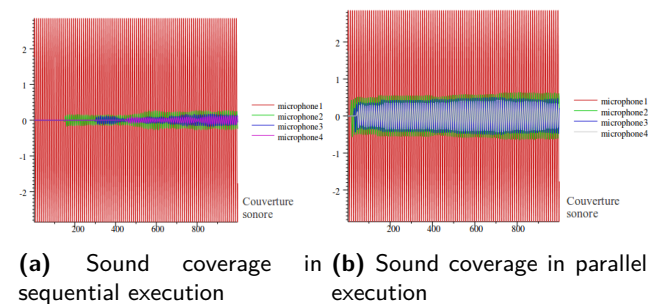 2
1
0
-1
-2
200
400
600
800
microphone1
microphone2
microphone3
microphone4
Couverture
sonore
2
1
0
-1
-2
200
400
600
800
microphone1
microphone2
microphone3
microphone4
Couverture
sonore
(a) Sound coverage in
sequential execution
(b) Sound coverage in parallel
execution